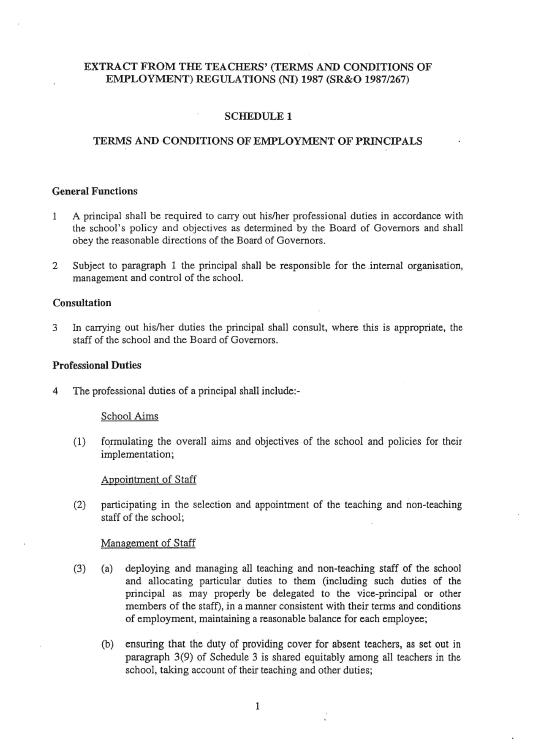 EXTRACT FROM THE TEACHERS' (TERMS AND CONDITIONS OF
EMPLOYMENT) REGULATIONS (NI) 1987 (SR&O 1987/267)
SCHEDULE 1
TERMS AND CONDITIONS OF EMPLOYMENT OF PRINCIPALS
General Functions
1 A principal shall be required to carry out his/her professional duties in accordance with
the school's policy and objectives as determined by the Board of Governors and shall
obey the reasonable directions of the Board of Governors.
2 Subject to paragraph 1 the principal shall be responsible for the internal organisation,
management and control of the school.
Consultation
3 In carrying out his/her duties the principal shall consult, where this is appropriate, the
staff of the school and the Board of Governors.
Professional Duties
4 The professional duties of a principal shall include:-
School Aims
(1) formulating the overall aims and objectives of the school and policies for their
implementation;
Appointment of Staff
(2) participating in the selection and appointment of the teaching and non-teaching
staff of the school;
Management of Staff
(3) (a) deploying and managing all teaching and non-teaching staff of the school
and allocating particular duties to them (including such duties of the
principal as may properly be delegated to the vice-principal or other
members of the staff), in a manner consistent with their terms and conditions
of employment, maintaining a reasonable balance for each employee;
(b) ensuring that the duty of providing cover for absent teachers, as set out in
paragraph 3(9) of Schedule 3 is shared equitably among all teachers in the
school, taking account of their teaching and other duties;
1